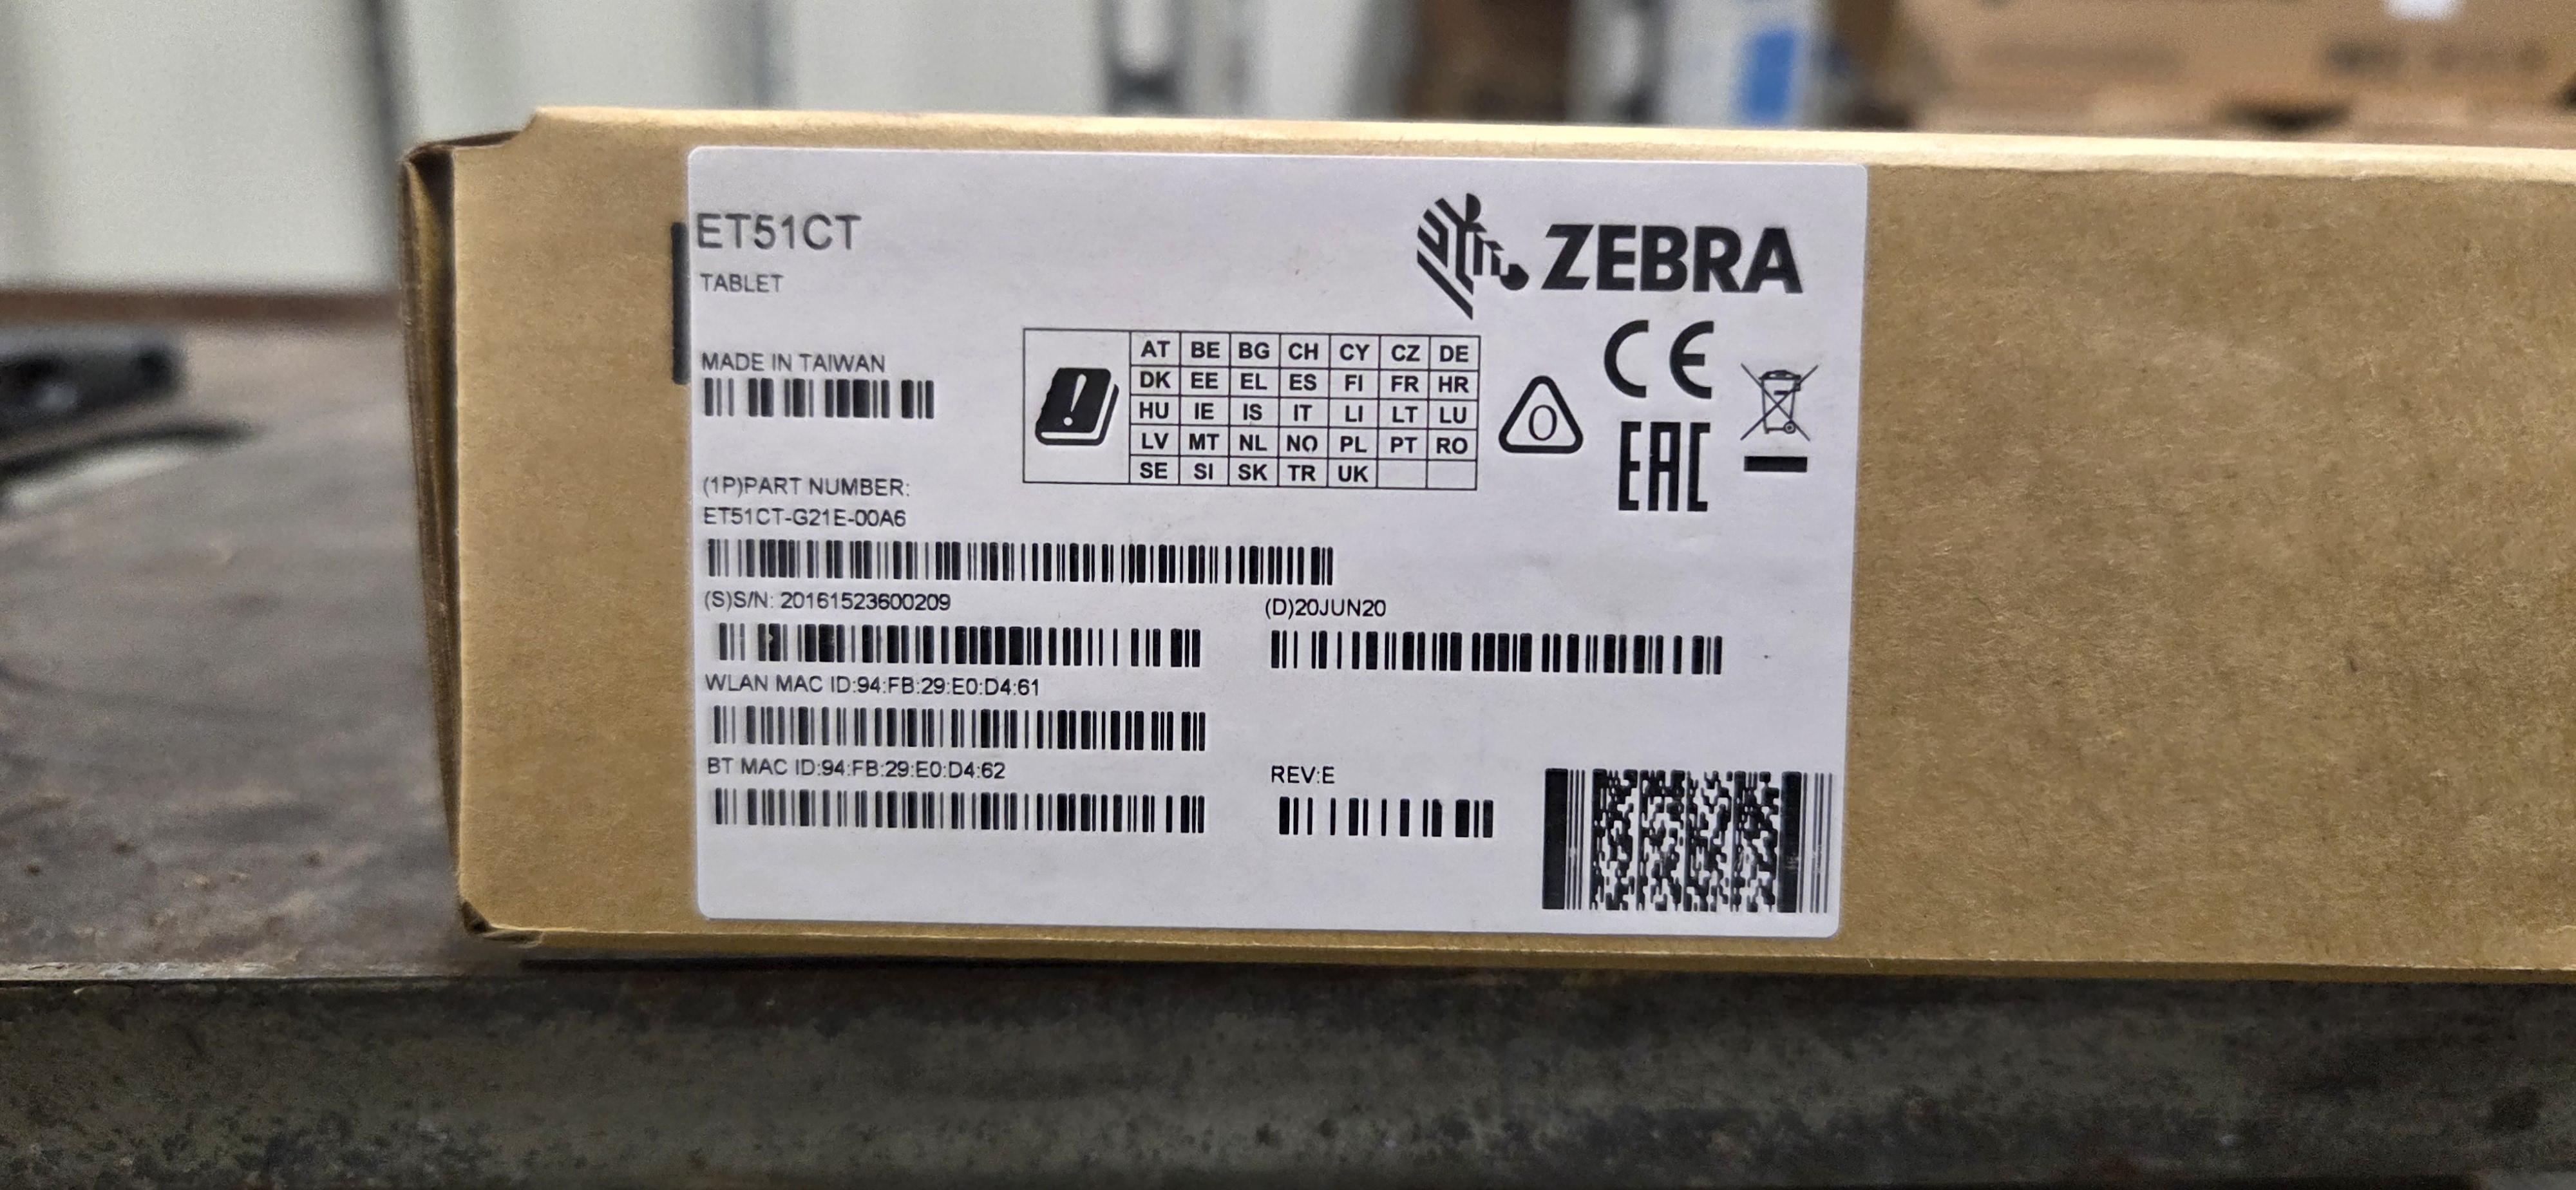 ET51CT
ZEBRA
TABLET
MADE IN TAIWAN
AT BE BG CH CY CZ DE
DK EE EL ES FI FR HR
HU IE IS IT LI LT LU
LV MT NL NO PL PT RO
SE SI SK TR UK
0
CE
EAC
(1P)PART NUMBER:
ET51CT-G21E-00A6
(S)S/N: 20161523600209
(D)20JUN20
WLAN MAC ID:94:FB:29:E0:D4:61
BT MAC ID:94:FB:29:E0:D4:62
REV:E